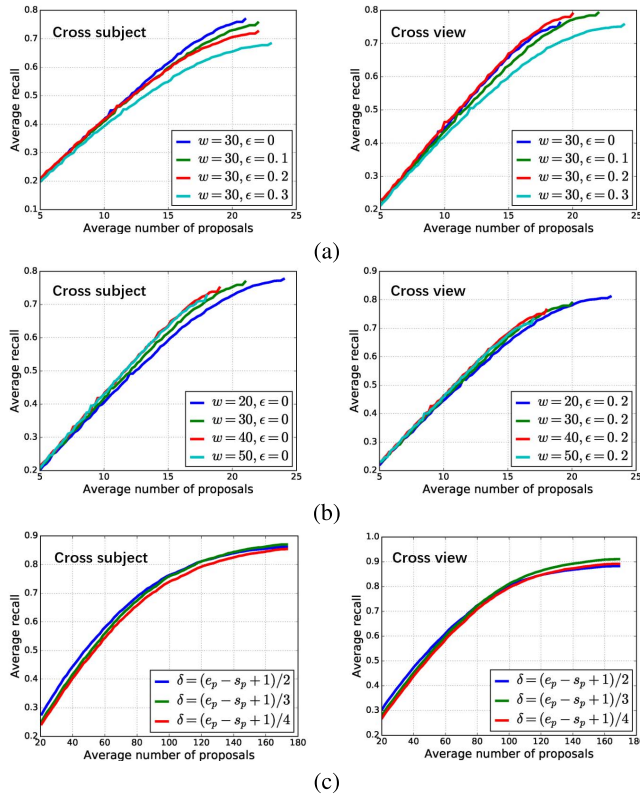 Cross subject
Average recall
0.8
0.7
0.6
0.5
0.4
0.3
0.2
0.1
w = 30, ϵ = 0
w = 30, ϵ = 0.1
w = 30, ϵ = 0.2
w = 30, ϵ = 0.3
5 10 15 20 25
Average number of proposals
Cross view
Average recall
0.8
0.7
0.6
0.5
0.4
0.3
0.2
w = 30, ϵ = 0
w = 30, ϵ = 0.1
w = 30, ϵ = 0.2
w = 30, ϵ = 0.3
5 10 15 20 25
Average number of proposals
(a)
Cross subject
Average recall
0.8
0.7
0.6
0.5
0.4
0.3
0.2
w = 20, ϵ = 0
w = 30, ϵ = 0
w = 40, ϵ = 0
w = 50, ϵ = 0
5 10 15 20 25
Average number of proposals
Cross view
Average recall
0.9
0.8
0.7
0.6
0.5
0.4
0.3
0.2
w = 20, ϵ = 0.2
w = 30, ϵ = 0.2
w = 40, ϵ = 0.2
w = 50, ϵ = 0.2
5 10 15 20 25
Average number of proposals
(b)
Cross subject
Average recall
0.9
0.8
0.7
0.6
0.5
0.4
0.3
0.2
δ = (e_p − s_p + 1)/2
δ = (e_p − s_p + 1)/3
δ = (e_p − s_p + 1)/4
20 40 60 80 100 120 140 160 180
Average number of proposals
Cross view
Average recall
1.0
0.9
0.8
0.7
0.6
0.5
0.4
0.3
0.2
δ = (e_p − s_p + 1)/2
δ = (e_p − s_p + 1)/3
δ = (e_p − s_p + 1)/4
20 40 60 80 100 120 140 160 180
Average number of proposals
(c)